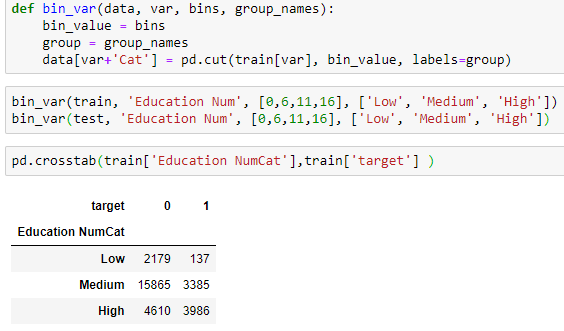 def bin_var(data, var, bins, group_names):
    bin_value = bins
    group = group_names
    data[var+'Cat'] = pd.cut(train[var], bin_value, labels=group)
bin_var(train, 'Education Num', [0,6,11,16], ['Low', 'Medium', 'High'])
bin_var(test, 'Education Num', [0,6,11,16], ['Low', 'Medium', 'High'])
pd.crosstab(train['Education NumCat'],train['target'] )
target 0 1
Education NumCat
Low 2179 137
Medium 15865 3385
High 4610 3986